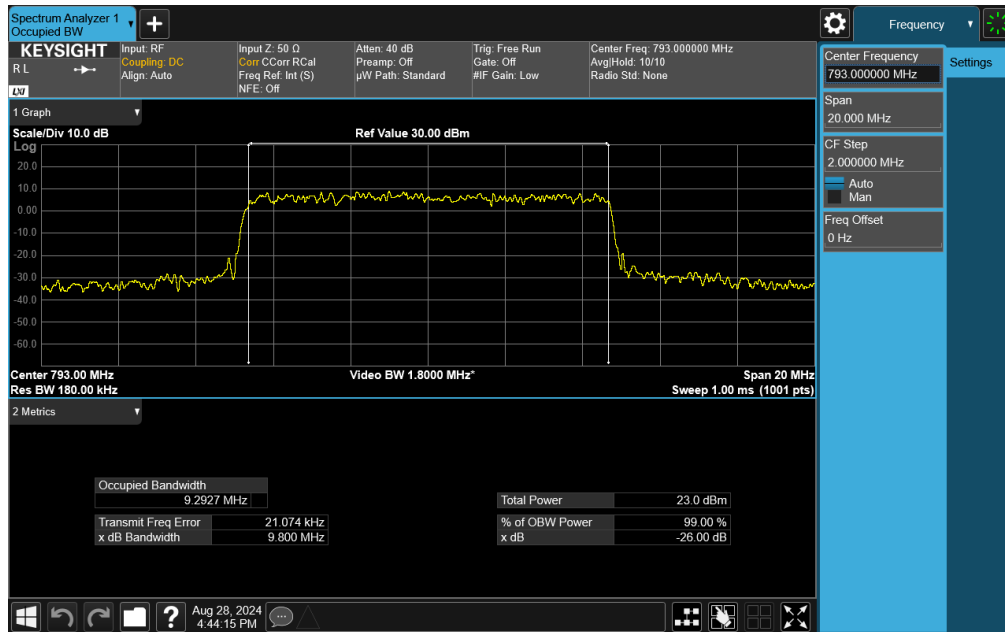 Spectrum Analyzer 1
Occupied BW
Frequency
KEYSIGHT
R L
LXI
Input: RF
Coupling: DC
Align: Auto
Input Z: 50 Ω
Corr CCorr RCal
Freq Ref: Int (S)
NFE: Off
Atten: 40 dB
Preamp: Off
µW Path: Standard
Trig: Free Run
Gate: Off
#IF Gain: Low
Center Freq: 793.000000 MHz
Avg|Hold: 10/10
Radio Std: None
Center Frequency
793.000000 MHz
Settings
Span
20.000 MHz
CF Step
2.000000 MHz
Auto
Man
Freq Offset
0 Hz
1 Graph
Scale/Div 10.0 dB
Ref Value 30.00 dBm
Log
20.0
10.0
0.00
-10.0
-20.0
-30.0
-40.0
-50.0
-60.0
Center 793.00 MHz
Video BW 1.8000 MHz*
Span 20 MHz
Res BW 180.00 kHz
Sweep 1.00 ms (1001 pts)
2 Metrics
Occupied Bandwidth
9.2927 MHz
Total Power 23.0 dBm
Transmit Freq Error 21.074 kHz
% of OBW Power 99.00 %
x dB Bandwidth 9.800 MHz
x dB -26.00 dB
?
Aug 28, 2024
4:44:15 PM